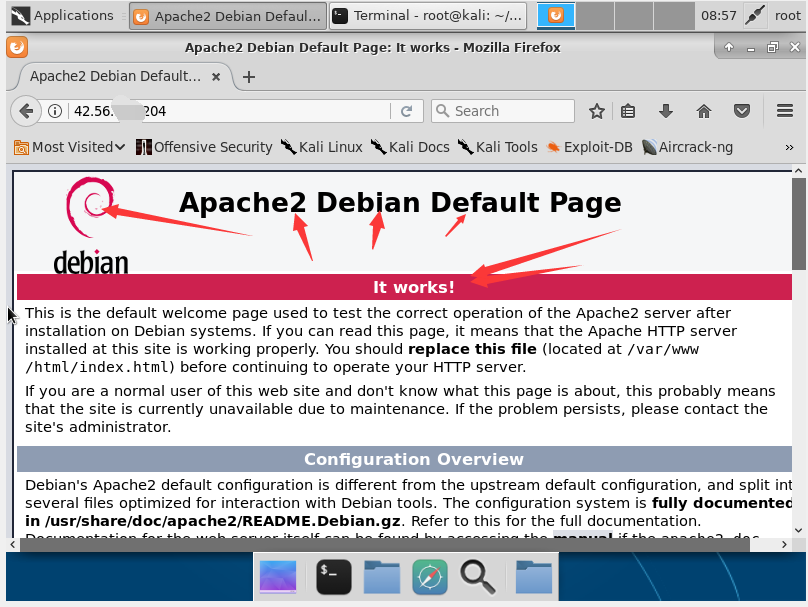 Applications
Apache2 Debian Defaul...
Terminal - root@kali: ~/...
08:57
root
Apache2 Debian Default Page: It works - Mozilla Firefox
Apache2 Debian Default...
42.56. 204
Search
Most Visited
Offensive Security
Kali Linux
Kali Docs
Kali Tools
Exploit-DB
Aircrack-ng
»
debian
Apache2 Debian Default Page
It works!
This is the default welcome page used to test the correct operation of the Apache2 server after
installation on Debian systems. If you can read this page, it means that the Apache HTTP server
installed at this site is working properly. You should replace this file (located at /var/www
/html/index.html) before continuing to operate your HTTP server.
If you are a normal user of this web site and don't know what this page is about, this probably means
that the site is currently unavailable due to maintenance. If the problem persists, please contact the
site's administrator.
Configuration Overview
Debian's Apache2 default configuration is different from the upstream default configuration, and split int
several files optimized for interaction with Debian tools. The configuration system is fully documented
in /usr/share/doc/apache2/README.Debian.gz. Refer to this for the full documentation.
Documentation for the web server itself can be found by accessing the manual if the apache2-doc